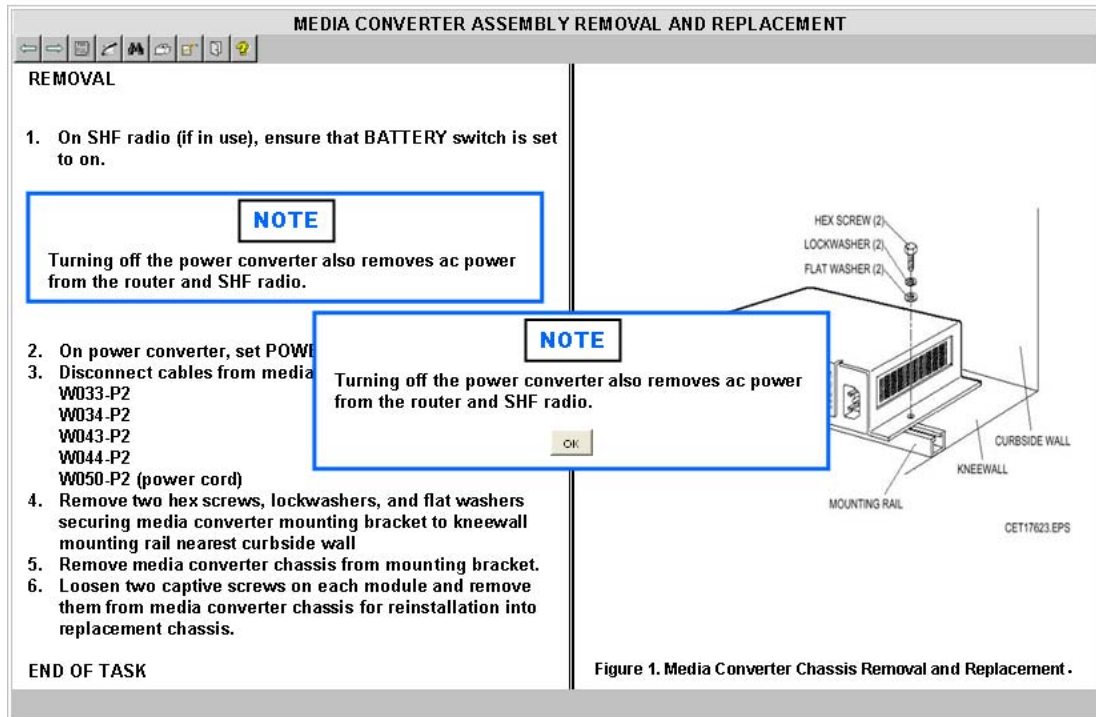 MEDIA CONVERTER ASSEMBLY REMOVAL AND REPLACEMENT
REMOVAL
1. On SHF radio (if in use), ensure that BATTERY switch is set
to on.
NOTE
Turning off the power converter also removes ac power
from the router and SHF radio.
2. On power converter, set
3. Disconnect cables from media
W033-P2
W034-P2
W043-P2
W044-P2
W050-P2 (power cord)
4. Remove two hex screws, lockwashers, and flat washers
securing media converter mounting bracket to kneewall
mounting rail nearest curbside wall
5. Remove media converter chassis from mounting bracket.
6. Loosen two captive screws on each module and remove
them from media converter chassis for reinstallation into
replacement chassis.
END OF TASK
NOTE
Turning off the power converter also removes ac power
from the router and SHF radio.
OK
HEX SCREW (2)
LOCKWASHER (2)
FLAT WASHER (2)
CURBSIDE WALL
KNEEWALL
MOUNTING RAIL
CET17623.EPS
Figure 1. Media Converter Chassis Removal and Replacement.